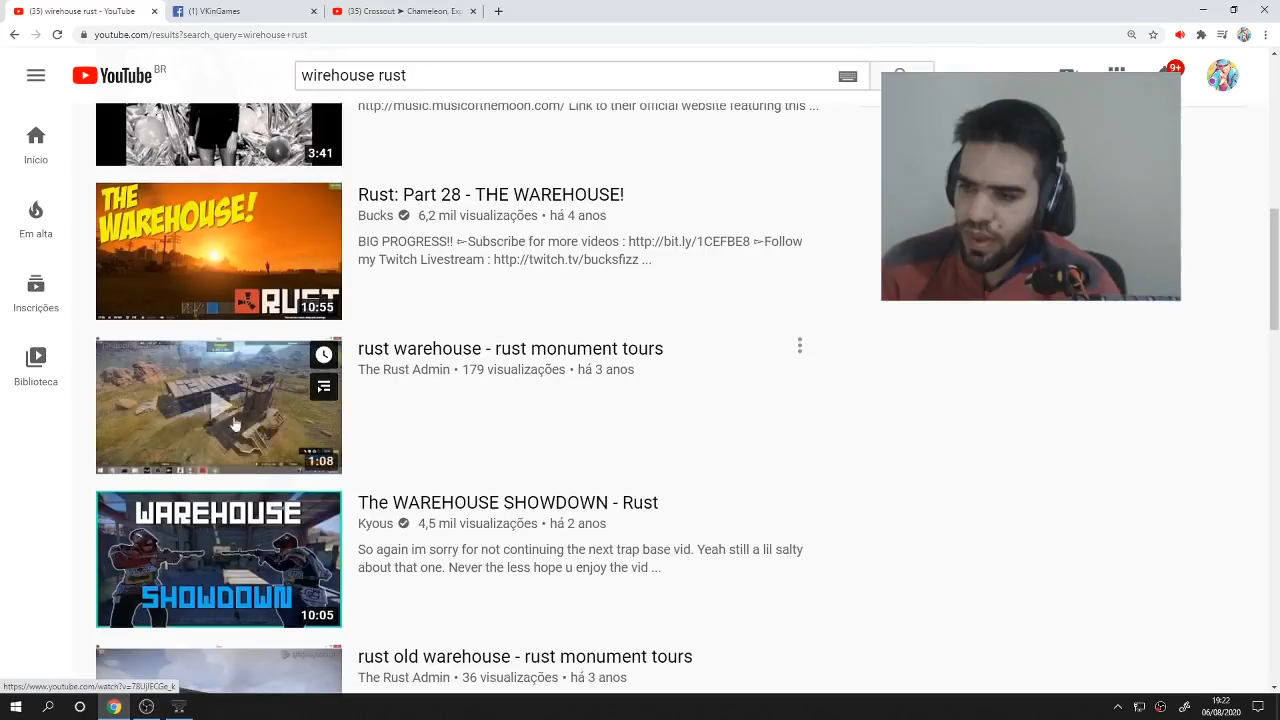 (35) wirehouse - YouTube
VKinGames
(35) Crossout ➤ Chameleon, Exp
youtube.com/results?search_query=wirehouse+rust
YouTube BR
wirehouse rust
9+
http://music.musicofthemoon.com/ Link to their official website featuring this ...
3:41
Início
Em alta
Inscrições
Biblioteca
THE
WAREHOUSE!
RUST
10:55
Rust: Part 28 - THE WAREHOUSE!
Bucks 6,2 mil visualizações • há 4 anos
BIG PROGRESS!! ➻Subscribe for more videos : http://bit.ly/1CEFBE8 ➻Follow
my Twitch Livestream : http://twitch.tv/bucksfizz ...
1:08
rust warehouse - rust monument tours
The Rust Admin • 179 visualizações • há 3 anos
WAREHOUSE
SHOWDOWN
10:05
The WAREHOUSE SHOWDOWN - Rust
Kyous 4,5 mil visualizações • há 2 anos
So again im sorry for not continuing the next trap base vid. Yeah still a lil salty
about that one. Never the less hope u enjoy the vid ...
rust old warehouse - rust monument tours
The Rust Admin • 36 visualizações • há 3 anos
19:22
06/08/2020